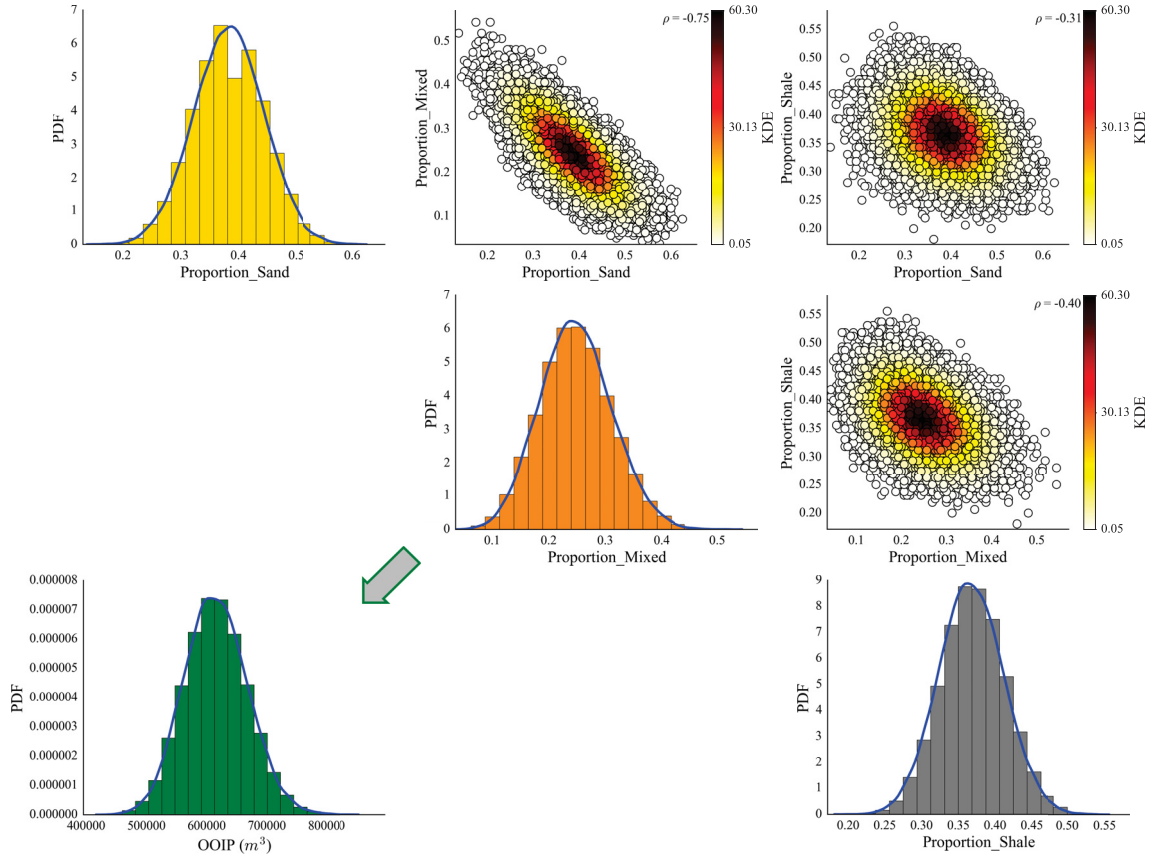 7
6
5
4
3
2
1
0
PDF
0.2 0.3 0.4 0.5 0.6
Proportion_Sand
ρ = -0.75
0.5
0.4
0.3
0.2
0.1
Proportion_Mixed
0.2 0.3 0.4 0.5 0.6
Proportion_Sand
60.30
30.13
0.05
KDE
ρ = -0.31
0.55
0.50
0.45
0.40
0.35
0.30
0.25
0.20
Proportion_Shale
0.2 0.3 0.4 0.5 0.6
Proportion_Sand
60.30
30.13
0.05
KDE
7
6
5
4
3
2
1
0
PDF
0.1 0.2 0.3 0.4 0.5
Proportion_Mixed
ρ = -0.40
0.55
0.50
0.45
0.40
0.35
0.30
0.25
0.20
Proportion_Shale
0.1 0.2 0.3 0.4 0.5
Proportion_Mixed
60.30
30.13
0.05
KDE
0.000008
0.000007
0.000006
0.000005
0.000004
0.000003
0.000002
0.000001
0.000000
PDF
400000 500000 600000 700000 800000
OOIP (m³)
9
8
7
6
5
4
3
2
1
0
PDF
0.20 0.25 0.30 0.35 0.40 0.45 0.50 0.55
Proportion_Shale